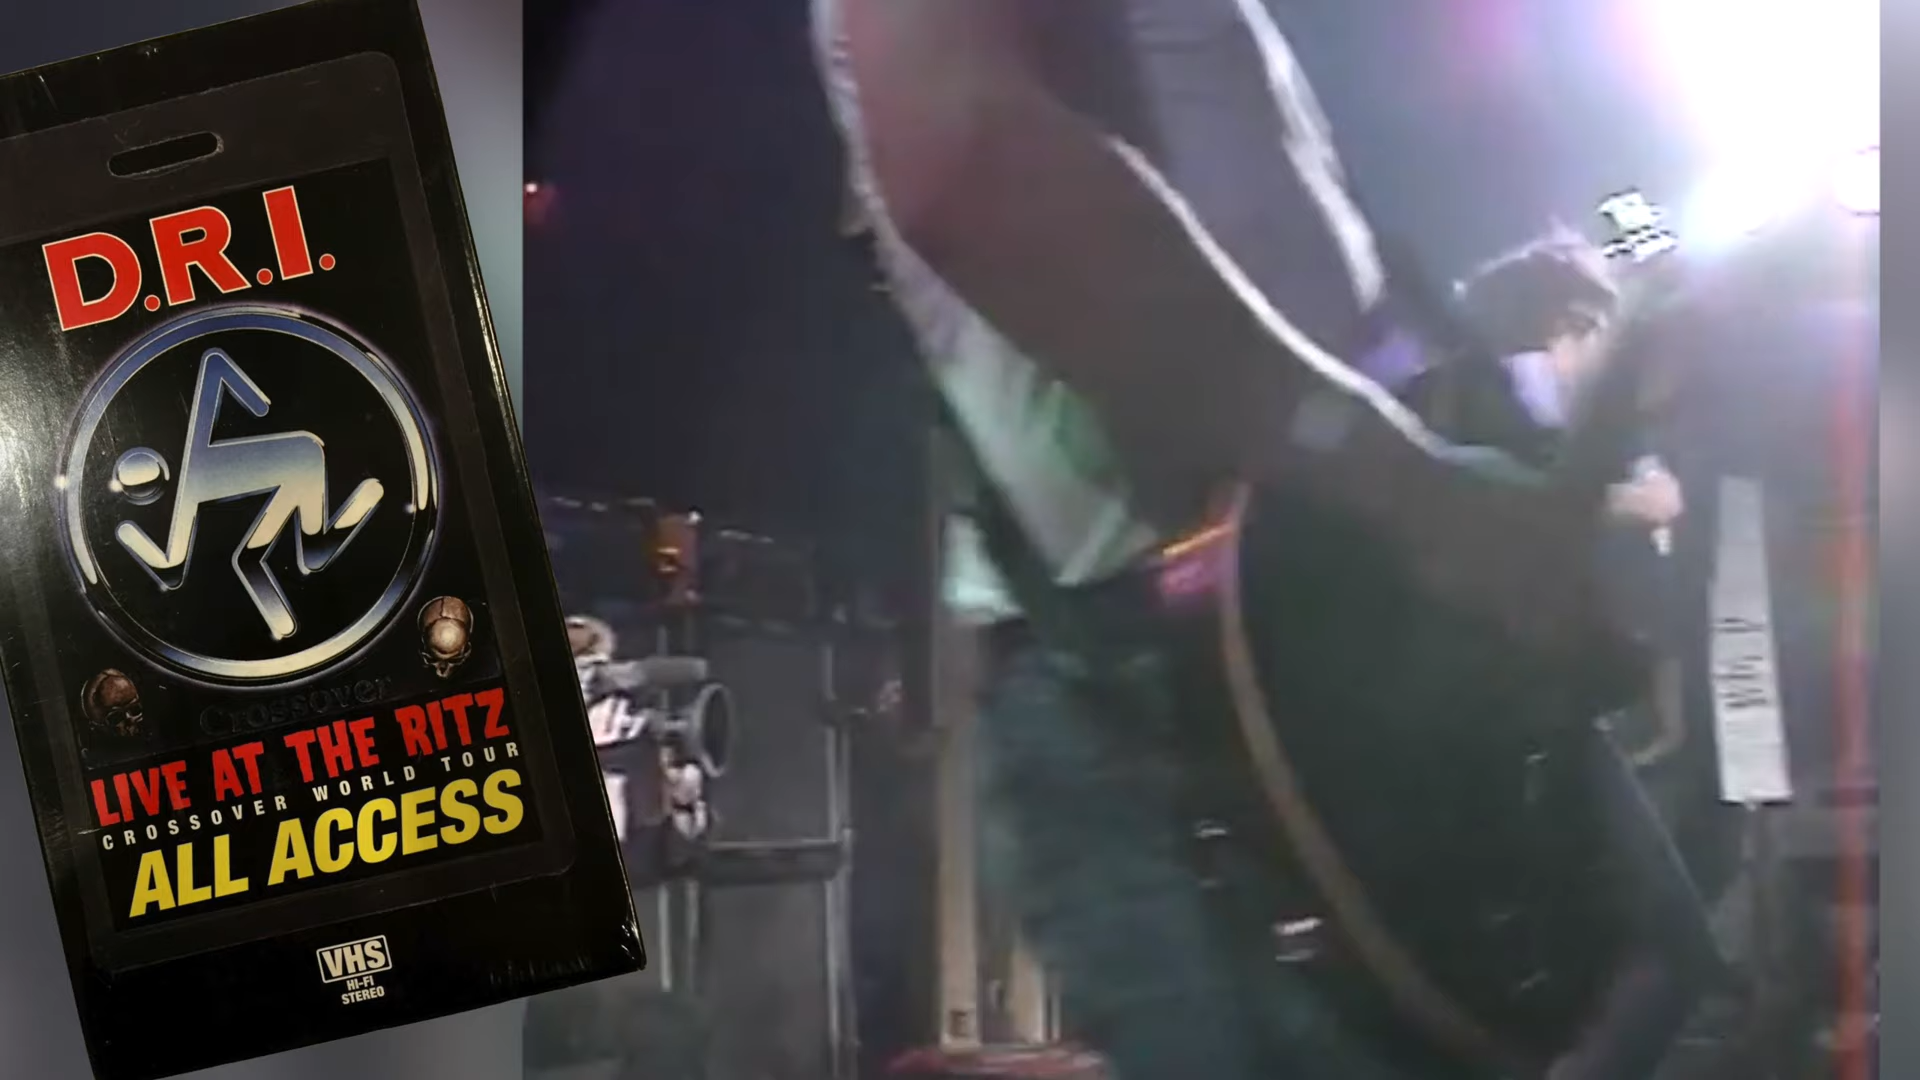 D.R.I.
Crossover
LIVE AT THE RITZ
CROSSOVER WORLD TOUR
ALL ACCESS
VHS
HI-FI
STEREO